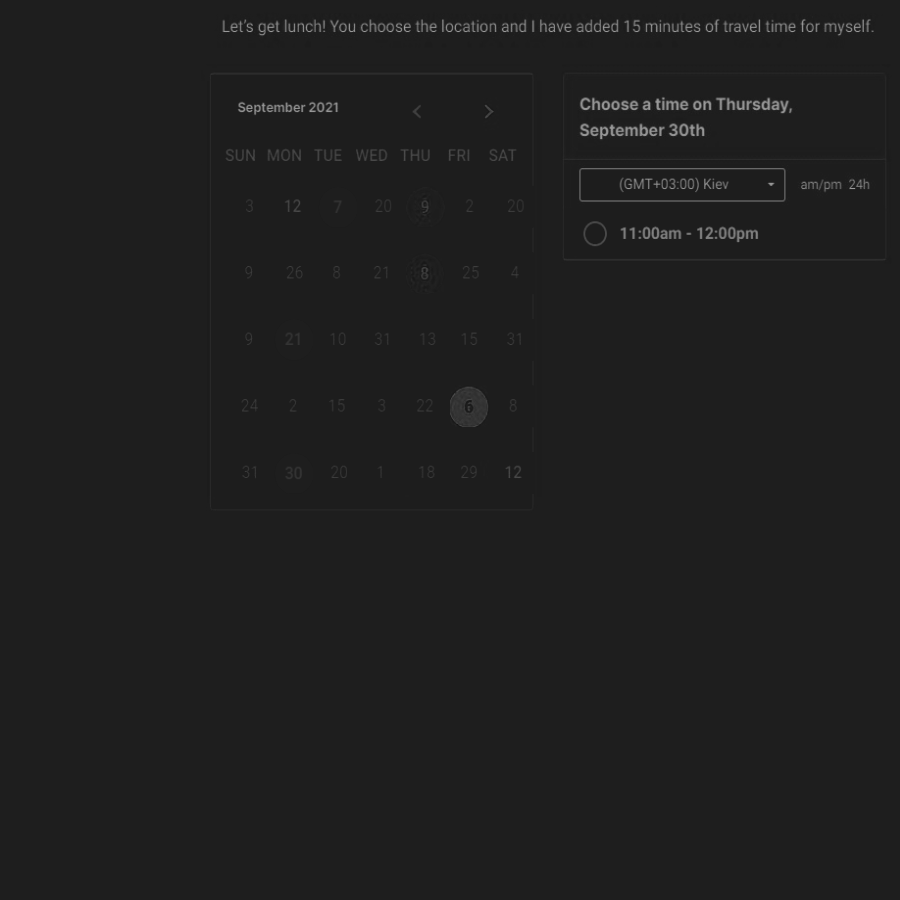 Let's get lunch! You choose the location and I have added 15 minutes of travel time for myself.
September 2021
SUN MON TUE WED THU FRI SAT
3 12 7 20 9 2 20
9 26 8 21 8 25 4
9 21 10 31 13 15 31
24 2 15 3 22 6 8
31 30 20 1 18 29 12
Choose a time on Thursday,
September 30th
(GMT+03:00) Kiev
am/pm 24h
11:00am - 12:00pm